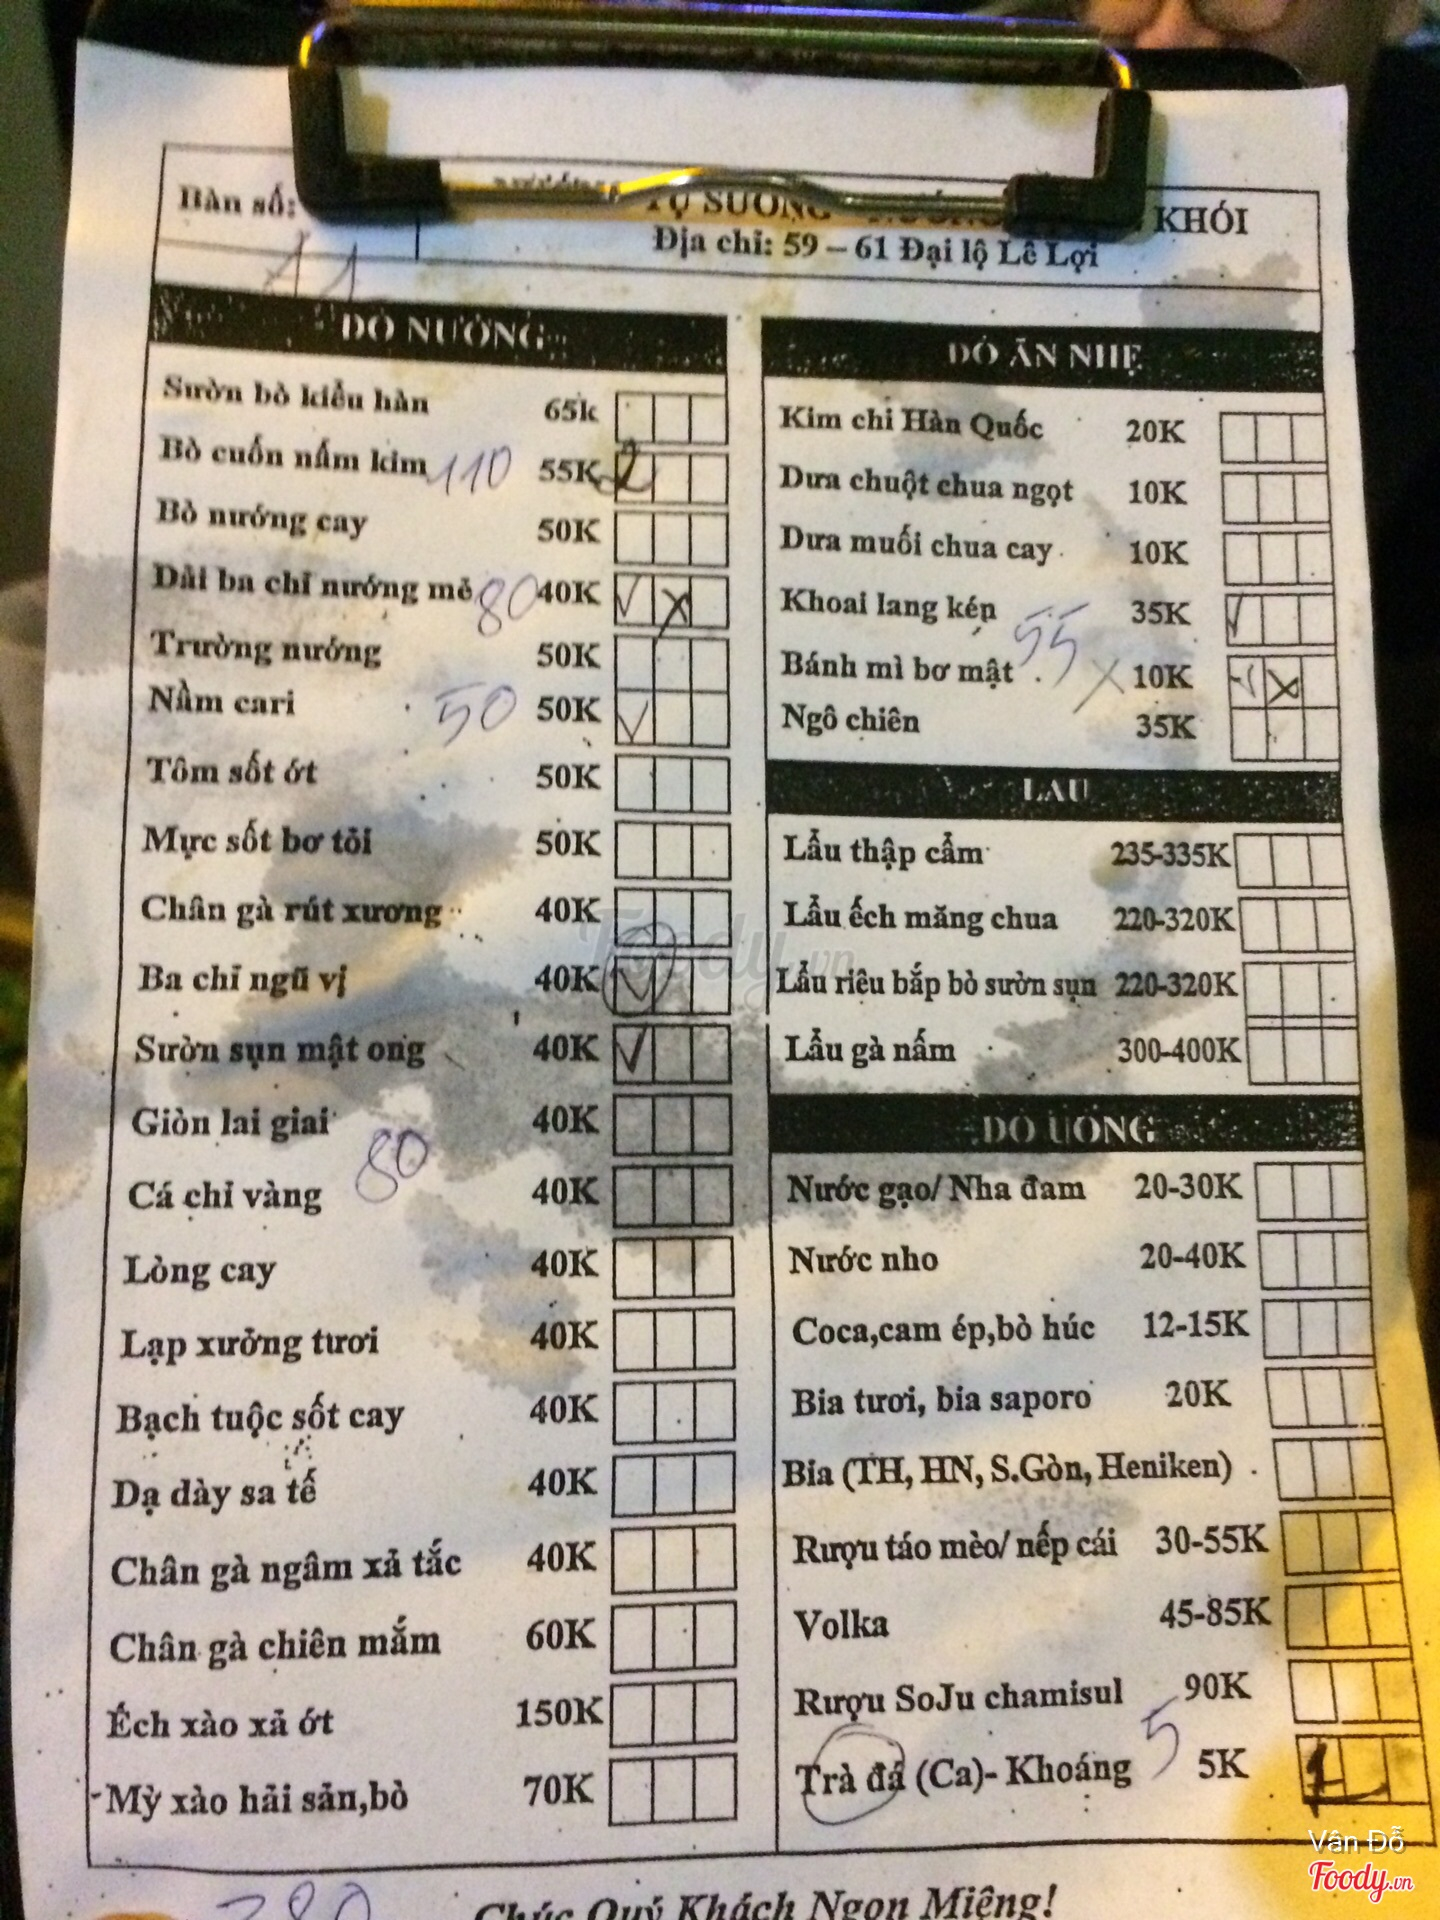 Bàn số:
TỤ SƯƠNG KHÓI
Địa chỉ: 59 – 61 Đại lộ Lê Lợi
11
ĐỒ NƯỚNG
Sườn bò kiểu hàn 65k
Bò cuốn nấm kim 110 55K 2
Bò nướng cay 50K
Dải ba chỉ nướng mẻ 80 40K
Trường nướng 50K
Nầm cari 50 50K
Tôm sốt ớt 50K
Mực sốt bơ tỏi 50K
Chân gà rút xương 40K
Ba chỉ ngũ vị 40K
Sườn sụn mật ong 40K
Giòn lai giai 40K
80
Cá chỉ vàng 40K
Lòng cay 40K
Lạp xưởng tươi 40K
Bạch tuộc sốt cay 40K
Dạ dày sa tế 40K
Chân gà ngâm xả tắc 40K
Chân gà chiên mắm 60K
Ếch xào xả ớt 150K
Mỳ xào hải sản,bò 70K
ĐỒ ĂN NHẸ
Kim chi Hàn Quốc 20K
Dưa chuột chua ngọt 10K
Dưa muối chua cay 10K
Khoai lang kén 35K
55
Bánh mì bơ mật 10K
Ngô chiên 35K
LẨU
Lẩu thập cẩm 235-335K
Lẩu ếch măng chua 220-320K
Lẩu riêu bắp bò sườn sụn 220-320K
Lẩu gà nấm 300-400K
ĐỒ UỐNG
Nước gạo/ Nha đam 20-30K
Nước nho 20-40K
Coca,cam ép,bò húc 12-15K
Bia tươi, bia saporo 20K
Bia (TH, HN, S.Gòn, Heniken)
Rượu táo mèo/ nếp cái 30-55K
Volka 45-85K
Rượu SoJu chamisul 90K
Trà đá (Ca)- Khoáng 5 5K 1
380
Chúc Quý Khách Ngon Miệng!
Foody.vn
Vân Đỗ
Foody.vn